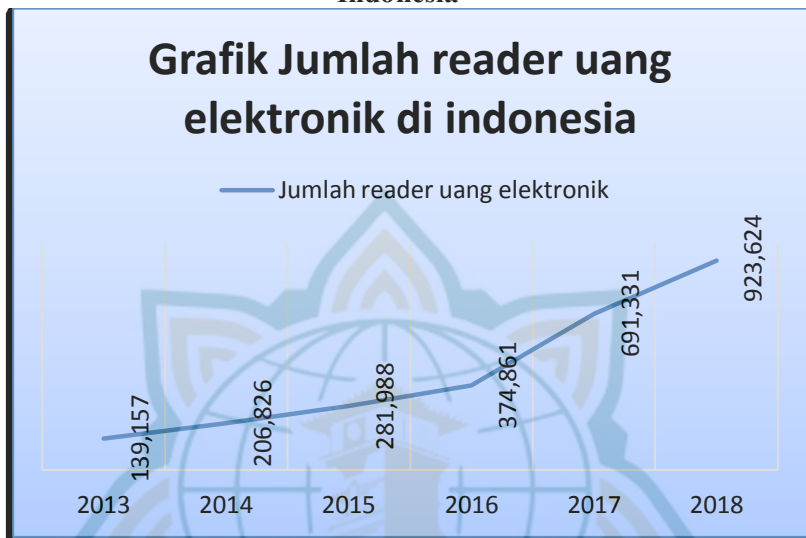 Indonesia
Grafik Jumlah reader uang
elektronik di indonesia
Jumlah reader uang elektronik
139,157
206,826
281,988
374,861
691,331
923,624
2013 2014 2015 2016 2017 2018